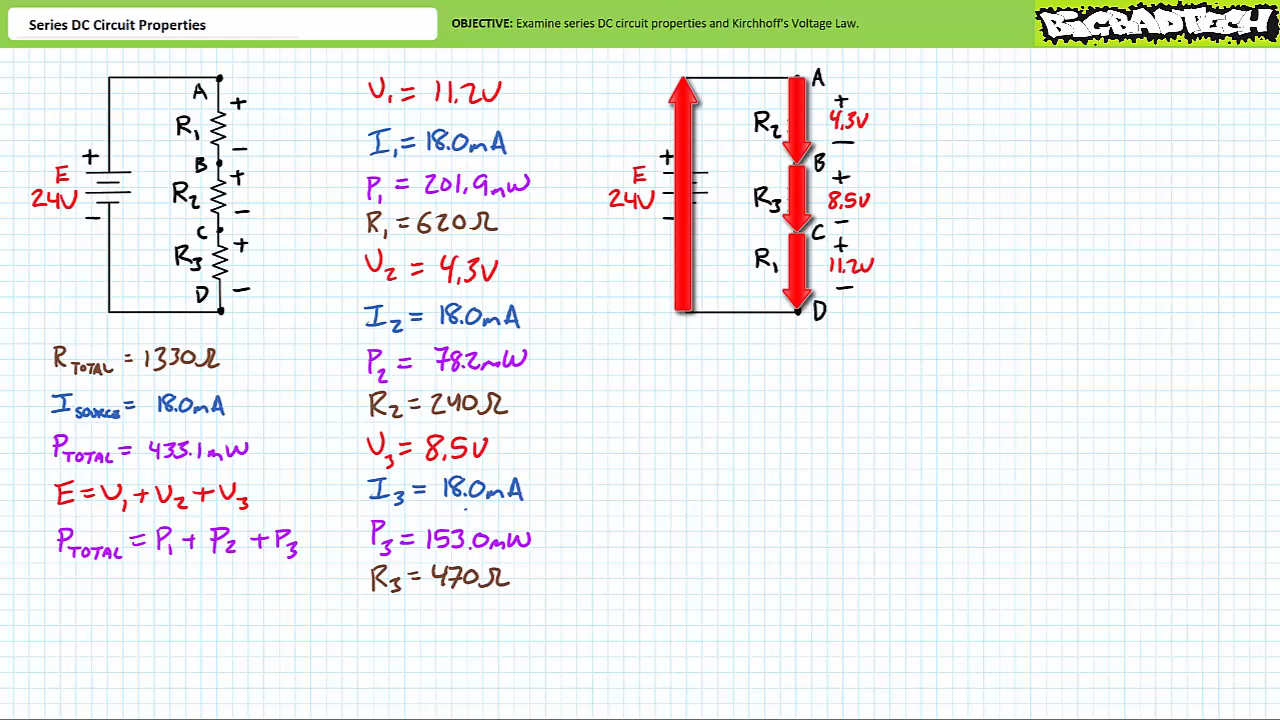 Series DC Circuit Properties
OBJECTIVE: Examine series DC circuit properties and Kirchhoff's Voltage Law.
BIGBADTECH
A
+
R1
−
B
+
E
24V
−
+
R2
−
C
+
R3
−
D
RTOTAL = 1330Ω
ISOURCE = 18.0mA
PTOTAL = 433.1mW
E = V1 + V2 + V3
PTOTAL = P1 + P2 + P3
V1 = 11.2V
I1 = 18.0mA
P1 = 201.9mW
R1 = 620Ω
V2 = 4.3V
I2 = 18.0mA
P2 = 78.2mW
R2 = 240Ω
V3 = 8.5V
I3 = 18.0mA
P3 = 153.0mW
R3 = 470Ω
A
+
R2
4.3V
−
B
+
E
24V
−
+
R3
8.5V
−
C
+
R1
11.2V
−
D